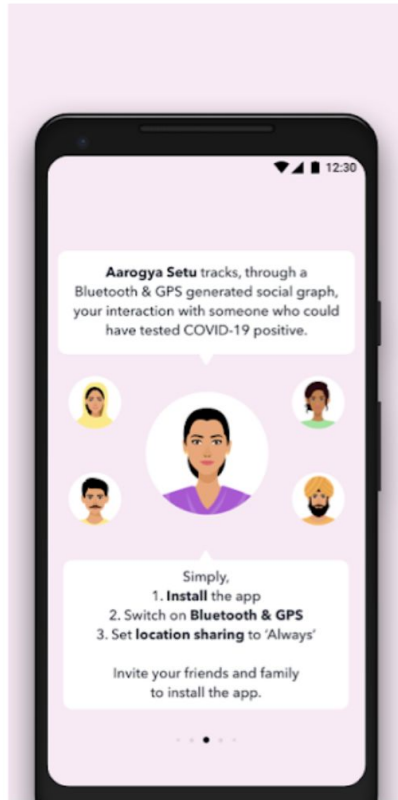 12:30
Aarogya Setu tracks, through a
Bluetooth & GPS generated social graph,
your interaction with someone who could
have tested COVID-19 positive.
Simply,
1. Install the app
2. Switch on Bluetooth & GPS
3. Set location sharing to ‘Always’
Invite your friends and family
to install the app.